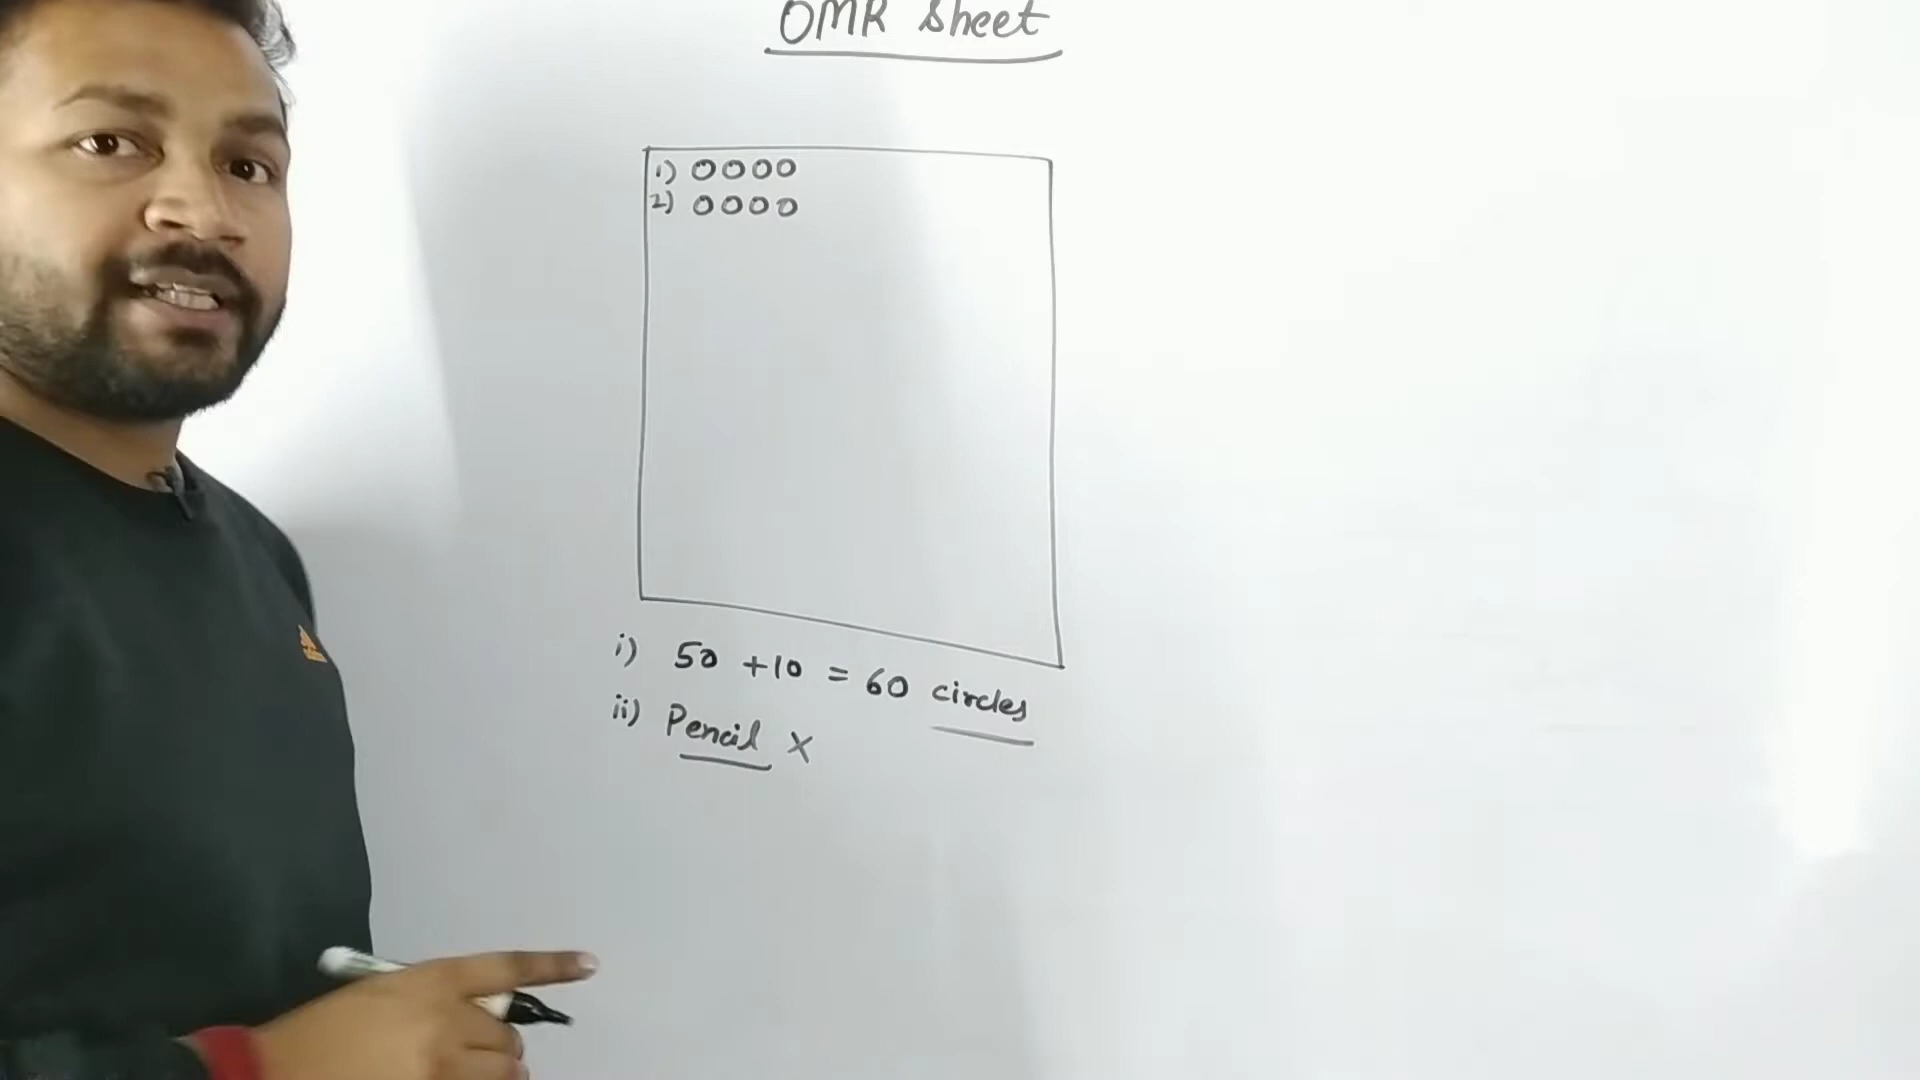 OMR Sheet
1) 0000
2) 0000
i) 50 + 10 = 60 circles
ii) Pencil X